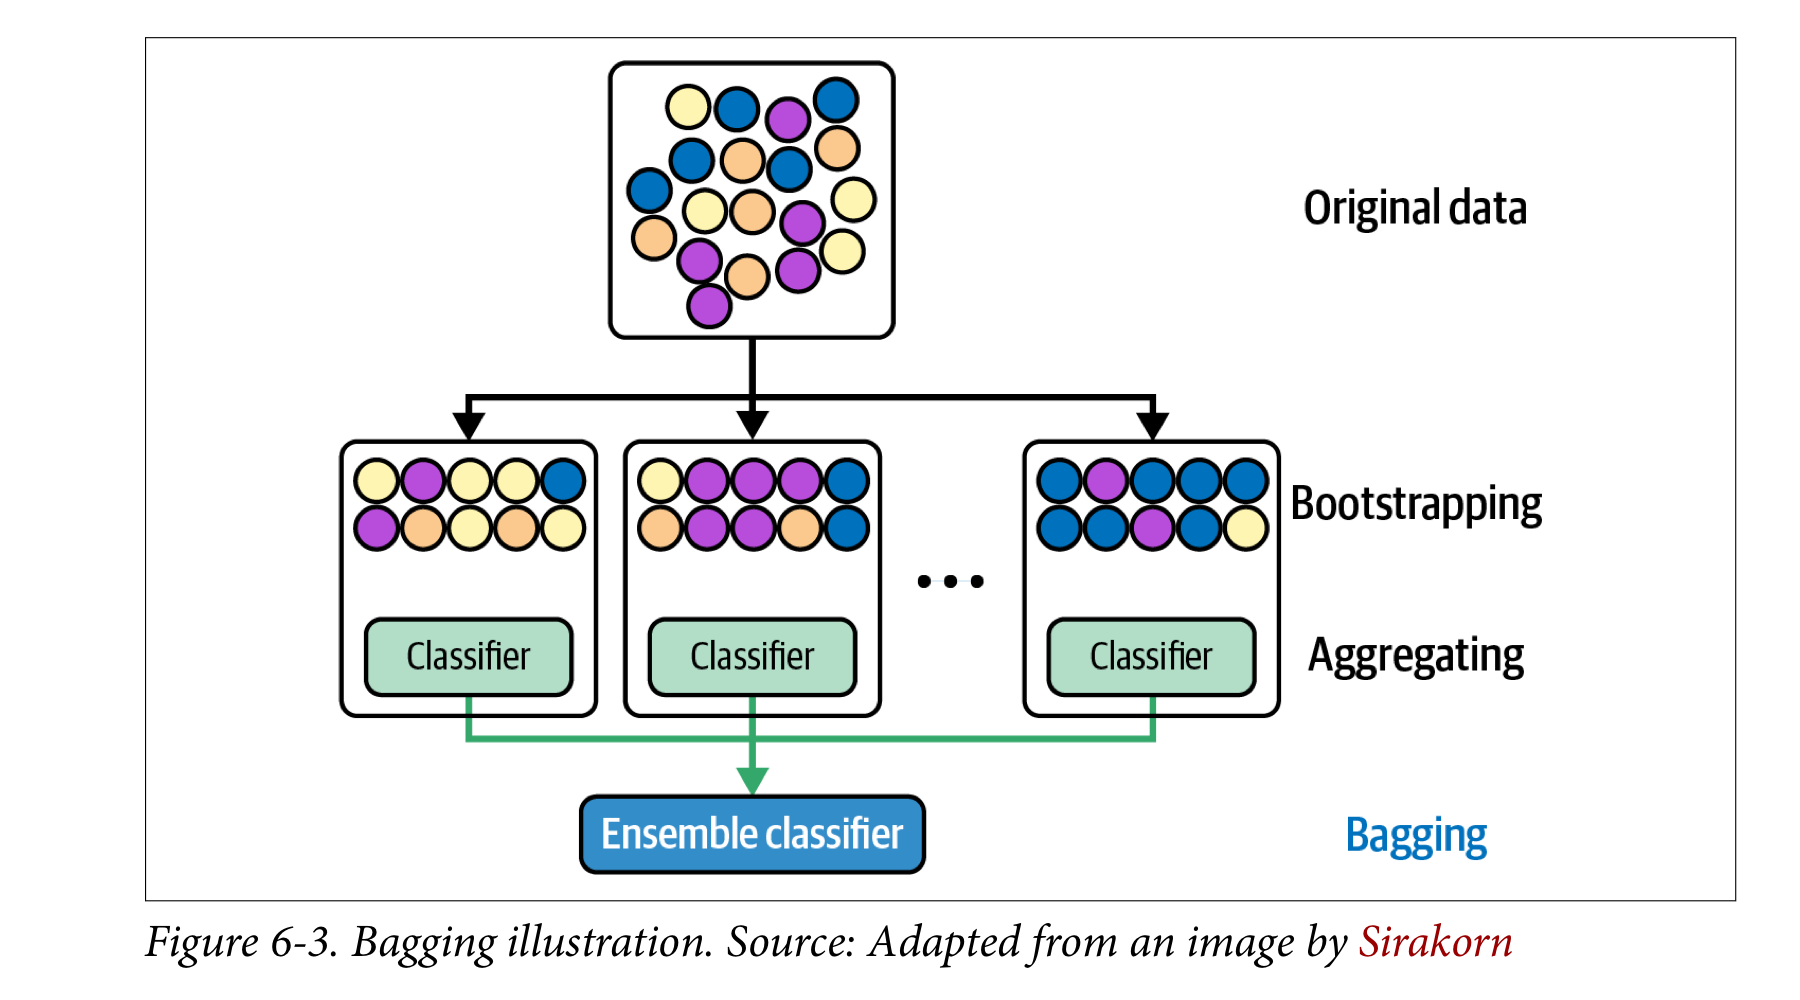 Original data
Bootstrapping
Classifier
Classifier
Classifier
Aggregating
Ensemble classifier
Bagging
Figure 6-3. Bagging illustration. Source: Adapted from an image by Sirakorn